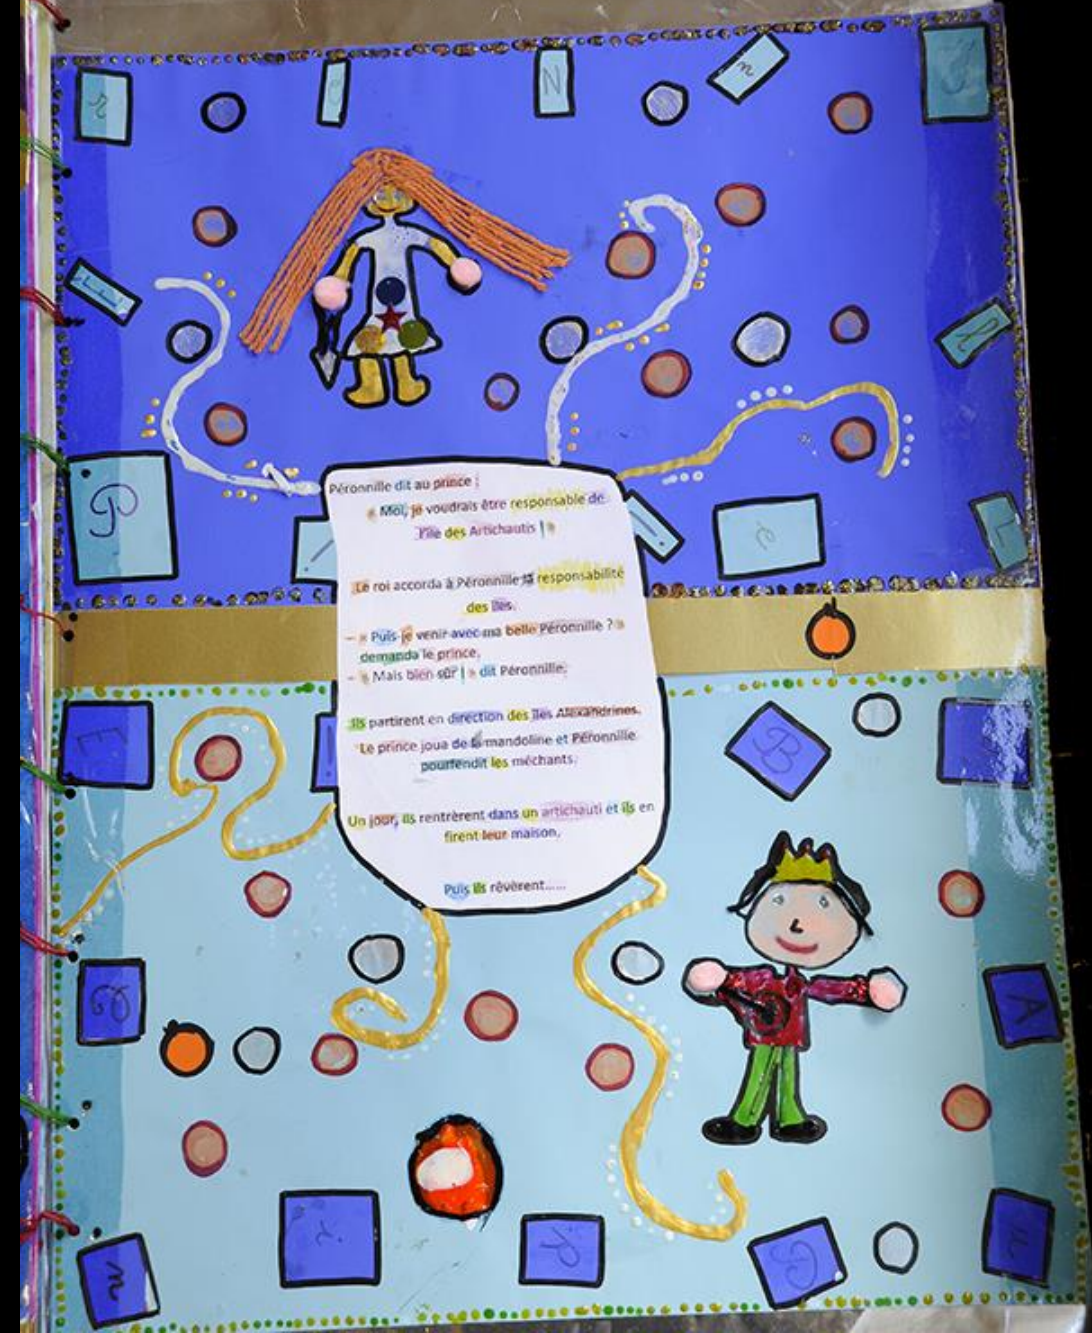 r
e
N
n
L
G
e
L
Péronnille dit au prince :
« Moi, je voudrais être responsable de
l'île des Artichautis ! »
Le roi accorda à Péronnille la responsabilité
des îles.
– « Puis-je venir avec ma belle Péronnille ? »
demanda le prince.
– « Mais bien sûr ! » dit Péronnille.
Ils partirent en direction des îles Alexandrines.
Le prince joua de la mandoline et Péronnille
pourfendit les méchants.
Un jour, ils rentrèrent dans un artichauti et ils en
firent leur maison.
Puis ils rêvèrent......
E
B
A
n
i
R
D
u